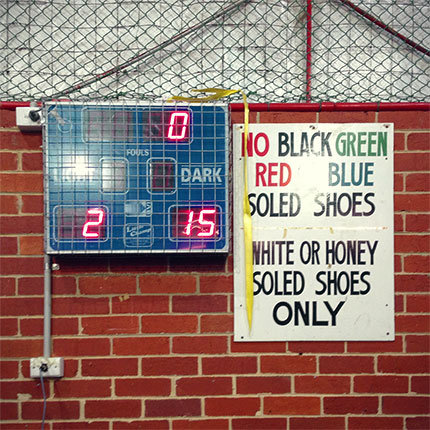 0
FOULS
LIGHT DARK
2 15
NO BLACK GREEN
RED BLUE
SOLED SHOES
WHITE OR HONEY
SOLED SHOES
ONLY